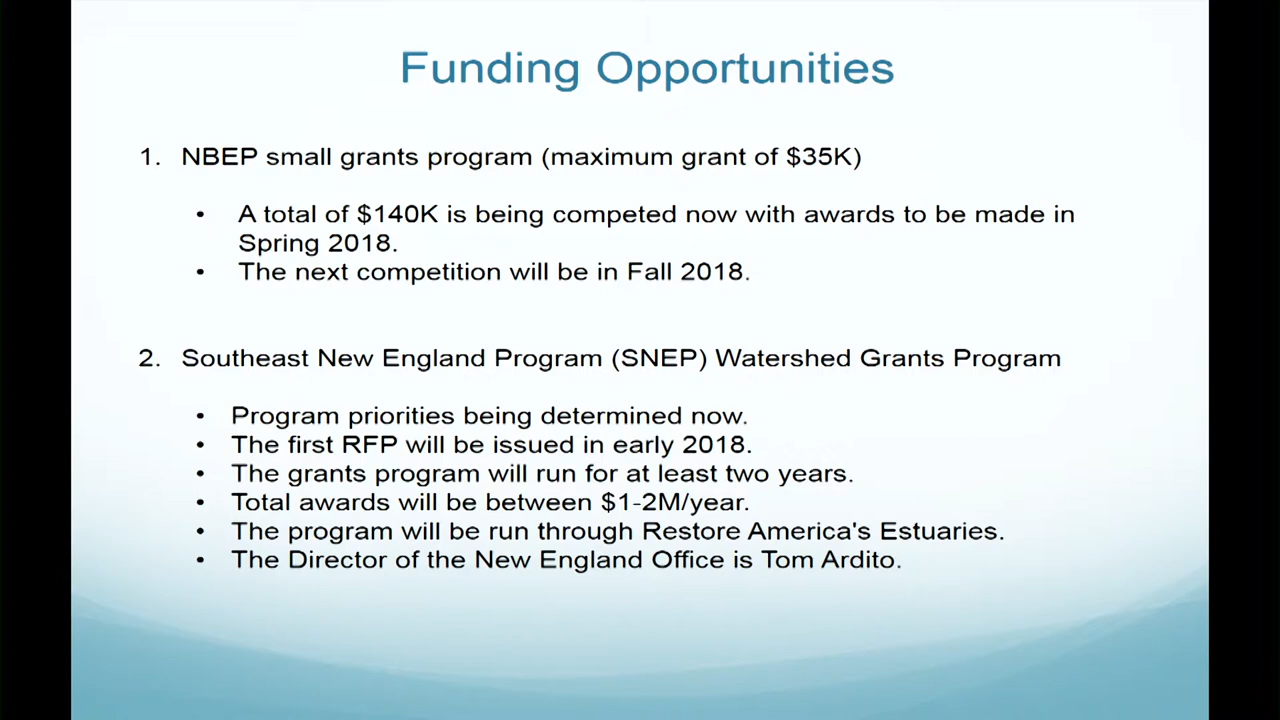 Funding Opportunities
1. NBEP small grants program (maximum grant of $35K)
• A total of $140K is being competed now with awards to be made in
Spring 2018.
• The next competition will be in Fall 2018.
2. Southeast New England Program (SNEP) Watershed Grants Program
• Program priorities being determined now.
• The first RFP will be issued in early 2018.
• The grants program will run for at least two years.
• Total awards will be between $1-2M/year.
• The program will be run through Restore America's Estuaries.
• The Director of the New England Office is Tom Ardito.